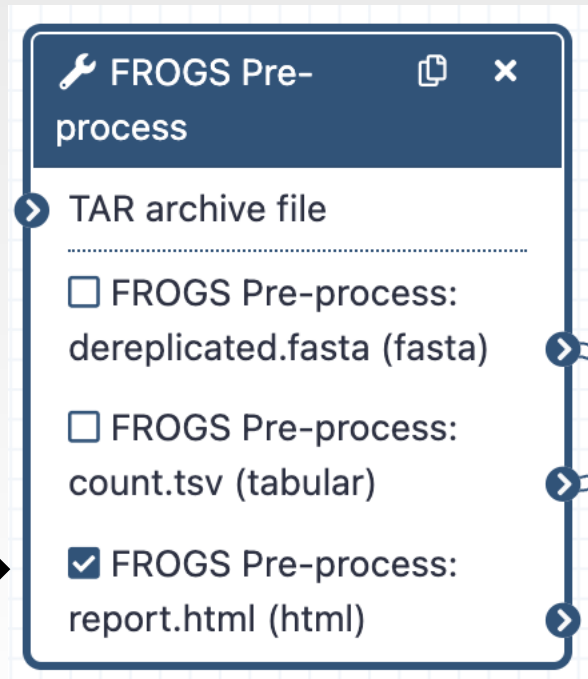 FROGS Pre-
process
TAR archive file
FROGS Pre-process:
dereplicated.fasta (fasta)
FROGS Pre-process:
count.tsv (tabular)
FROGS Pre-process:
report.html (html)